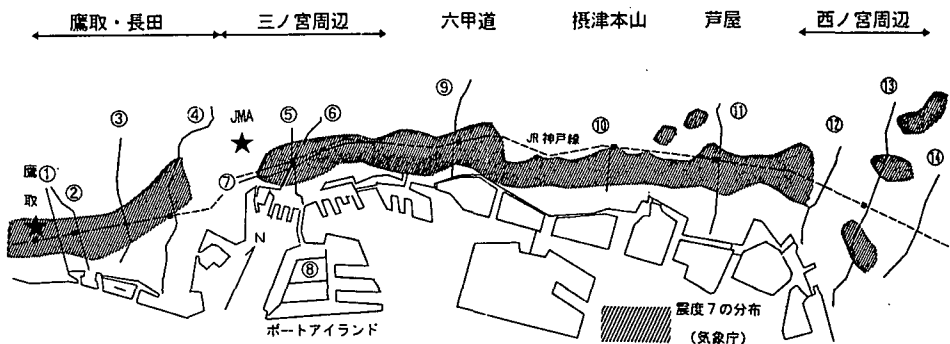 鷹取・長田 三ノ宮周辺 六甲道 摂津本山 芦屋 西ノ宮周辺
⑨ ⑬
③ ④ JMA ⑤ ⑥ ⑪
JR神戸線 ⑩ ⑫ ⑭
鷹取 ① ② ⑦
N
⑧
ポートアイランド
震度7の分布
(気象庁)